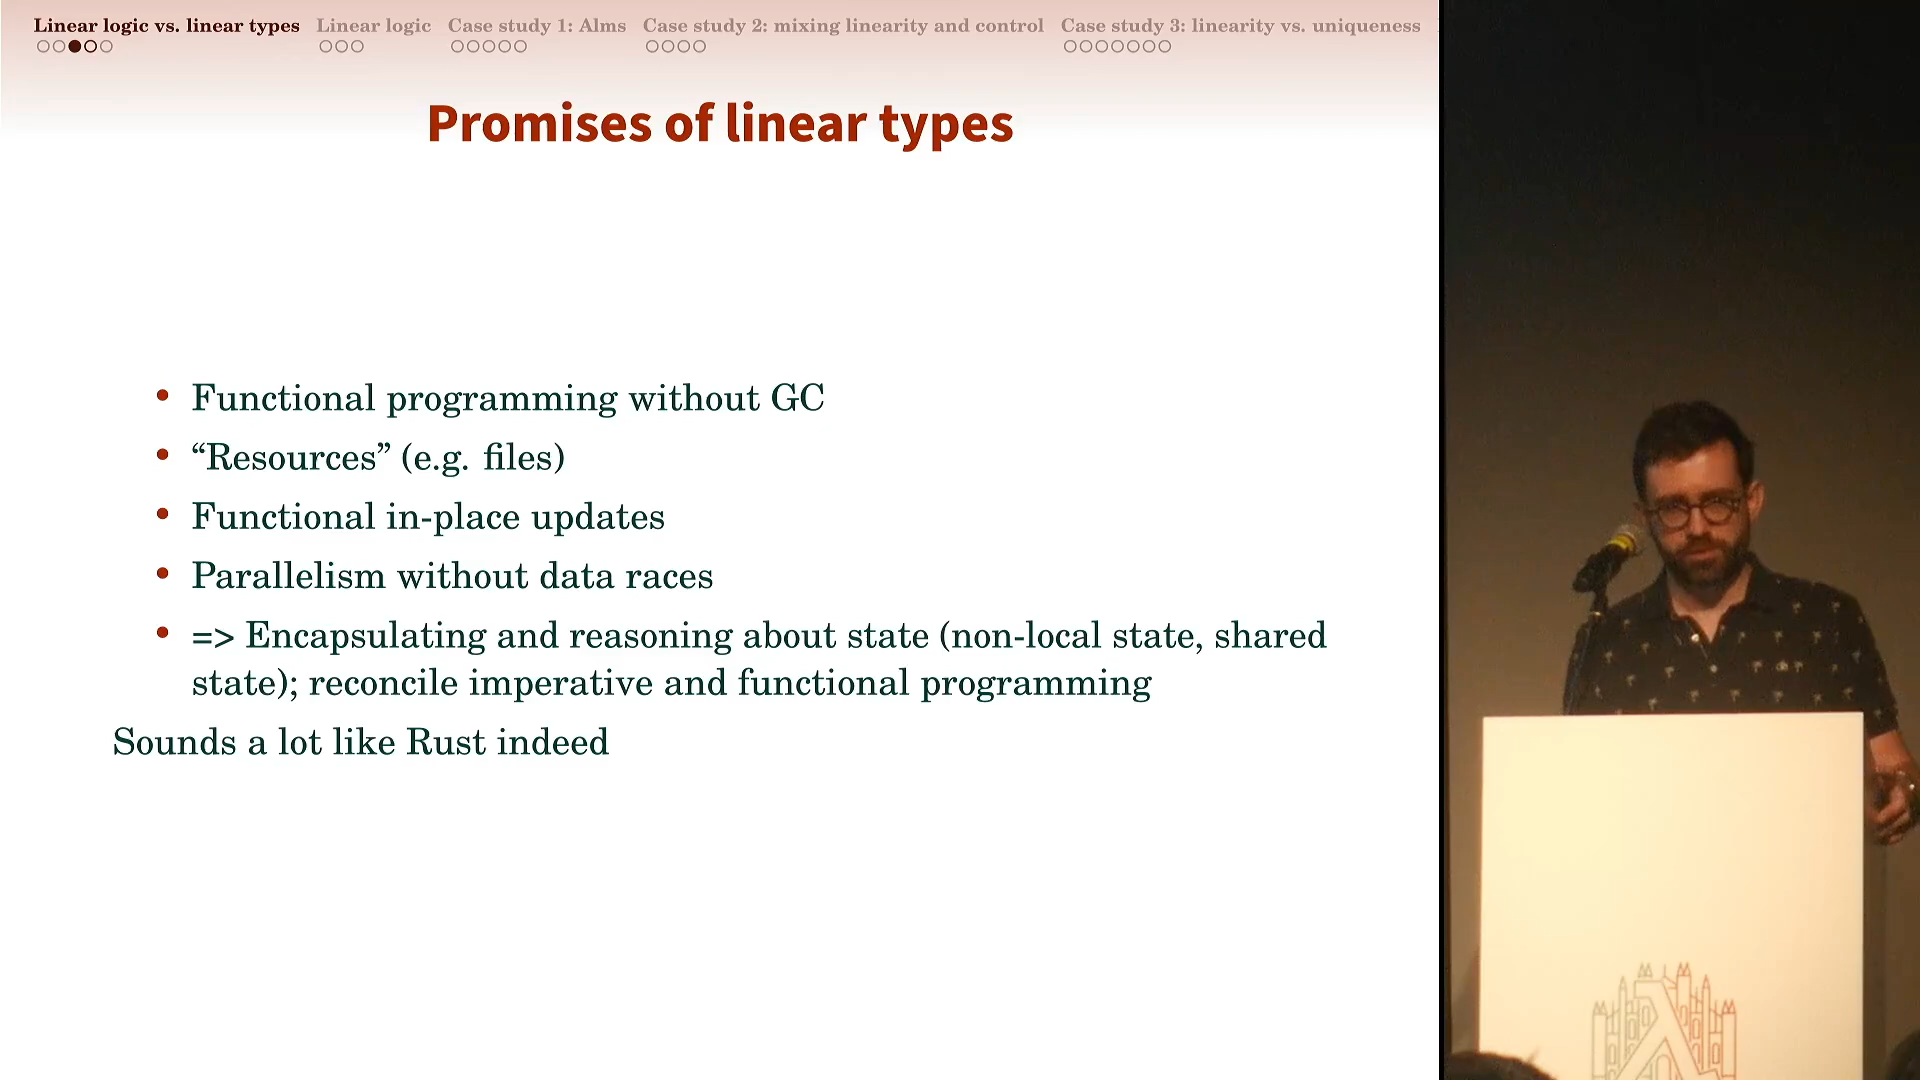 Linear logic vs. linear types Linear logic Case study 1: Alms Case study 2: mixing linearity and control Case study 3: linearity vs. uniqueness
Promises of linear types
• Functional programming without GC
• “Resources” (e.g. files)
• Functional in-place updates
• Parallelism without data races
• => Encapsulating and reasoning about state (non-local state, shared
state); reconcile imperative and functional programming
Sounds a lot like Rust indeed